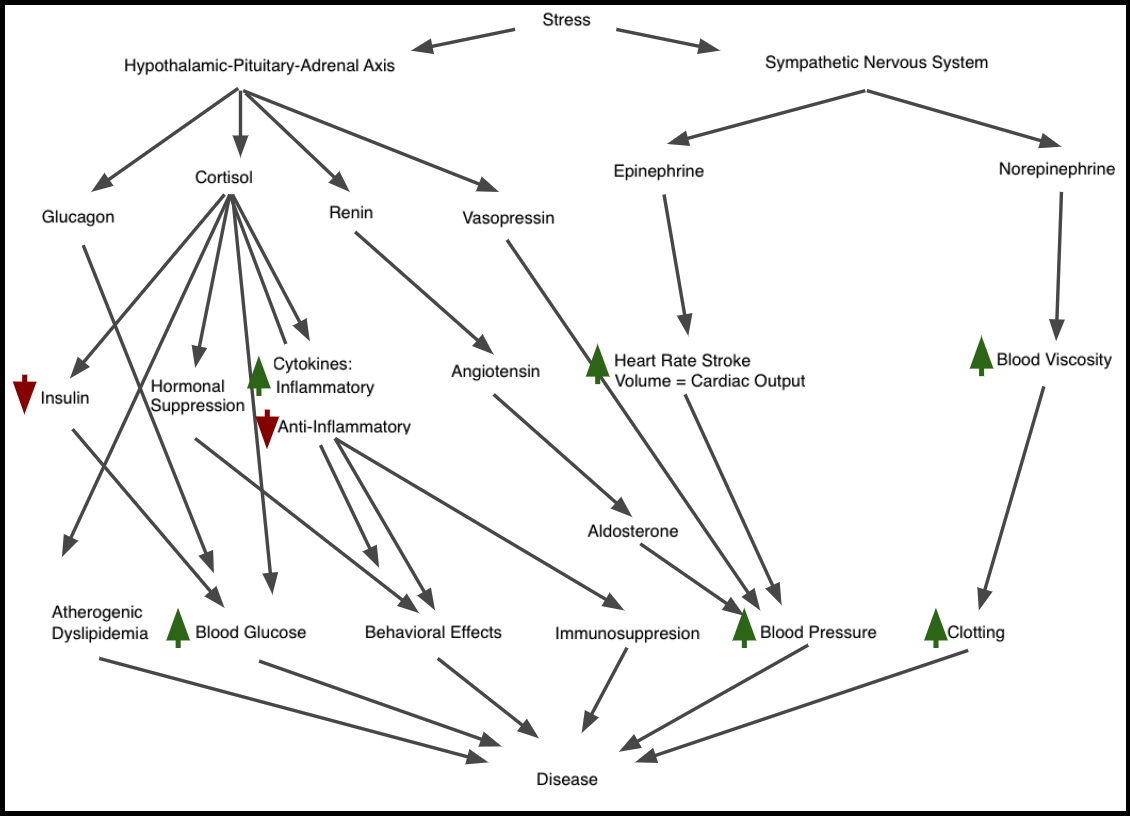 Stress
Hypothalamic-Pituitary-Adrenal Axis
Sympathetic Nervous System
Cortisol
Epinephrine
Norepinephrine
Glucagon
Renin
Vasopressin
Insulin
Hormonal
Suppression
Cytokines:
Inflammatory
Anti-Inflammatory
Angiotensin
Heart Rate Stroke
Volume = Cardiac Output
Blood Viscosity
Aldosterone
Atherogenic
Dyslipidemia
Blood Glucose
Behavioral Effects
Immunosuppresion
Blood Pressure
Clotting
Disease